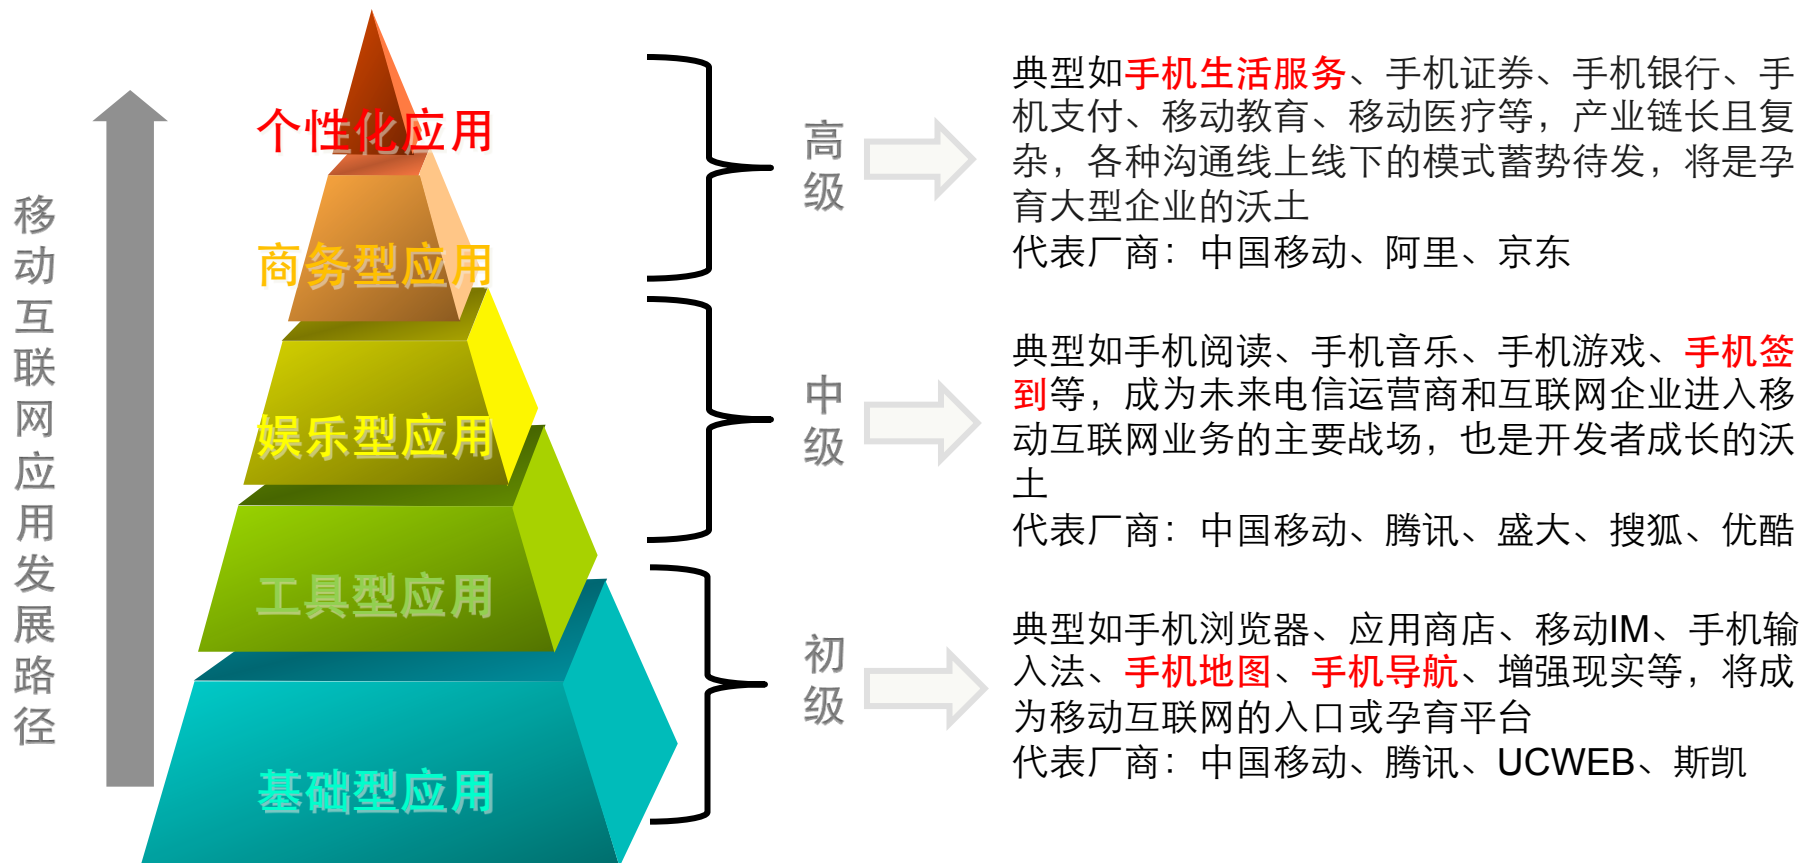 移动互联网应用发展路径
个性化应用
商务型应用
娱乐型应用
工具型应用
基础型应用
高级
典型如手机生活服务、手机证券、手机银行、手
机支付、移动教育、移动医疗等，产业链长且复
杂，各种沟通线上线下的模式蓄势待发，将是孕
育大型企业的沃土
代表厂商：中国移动、阿里、京东
中级
典型如手机阅读、手机音乐、手机游戏、手机签
到等，成为未来电信运营商和互联网企业进入移
动互联网业务的主要战场，也是开发者成长的沃
土
代表厂商：中国移动、腾讯、盛大、搜狐、优酷
初级
典型如手机浏览器、应用商店、移动IM、手机输
入法、手机地图、手机导航、增强现实等，将成
为移动互联网的入口或孕育平台
代表厂商：中国移动、腾讯、UCWEB、斯凯